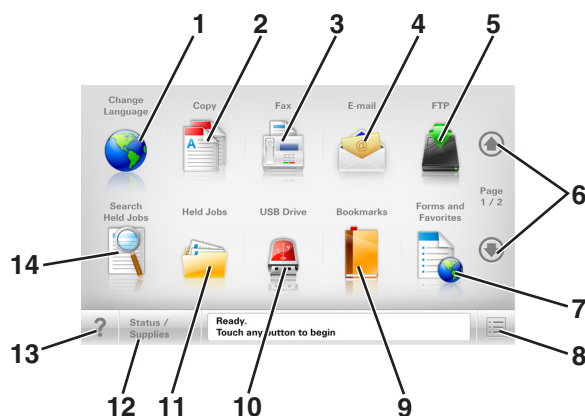 1 2 3 4 5
Change
Language
Copy
Fax
E-mail
FTP
A
@
6
Page
1 / 2
Search
Held Jobs
Held Jobs
USB Drive
Bookmarks
Forms and
Favorites
14
7
?
Status /
Supplies
Ready.
Touch any button to begin
13
8
12 11 10 9